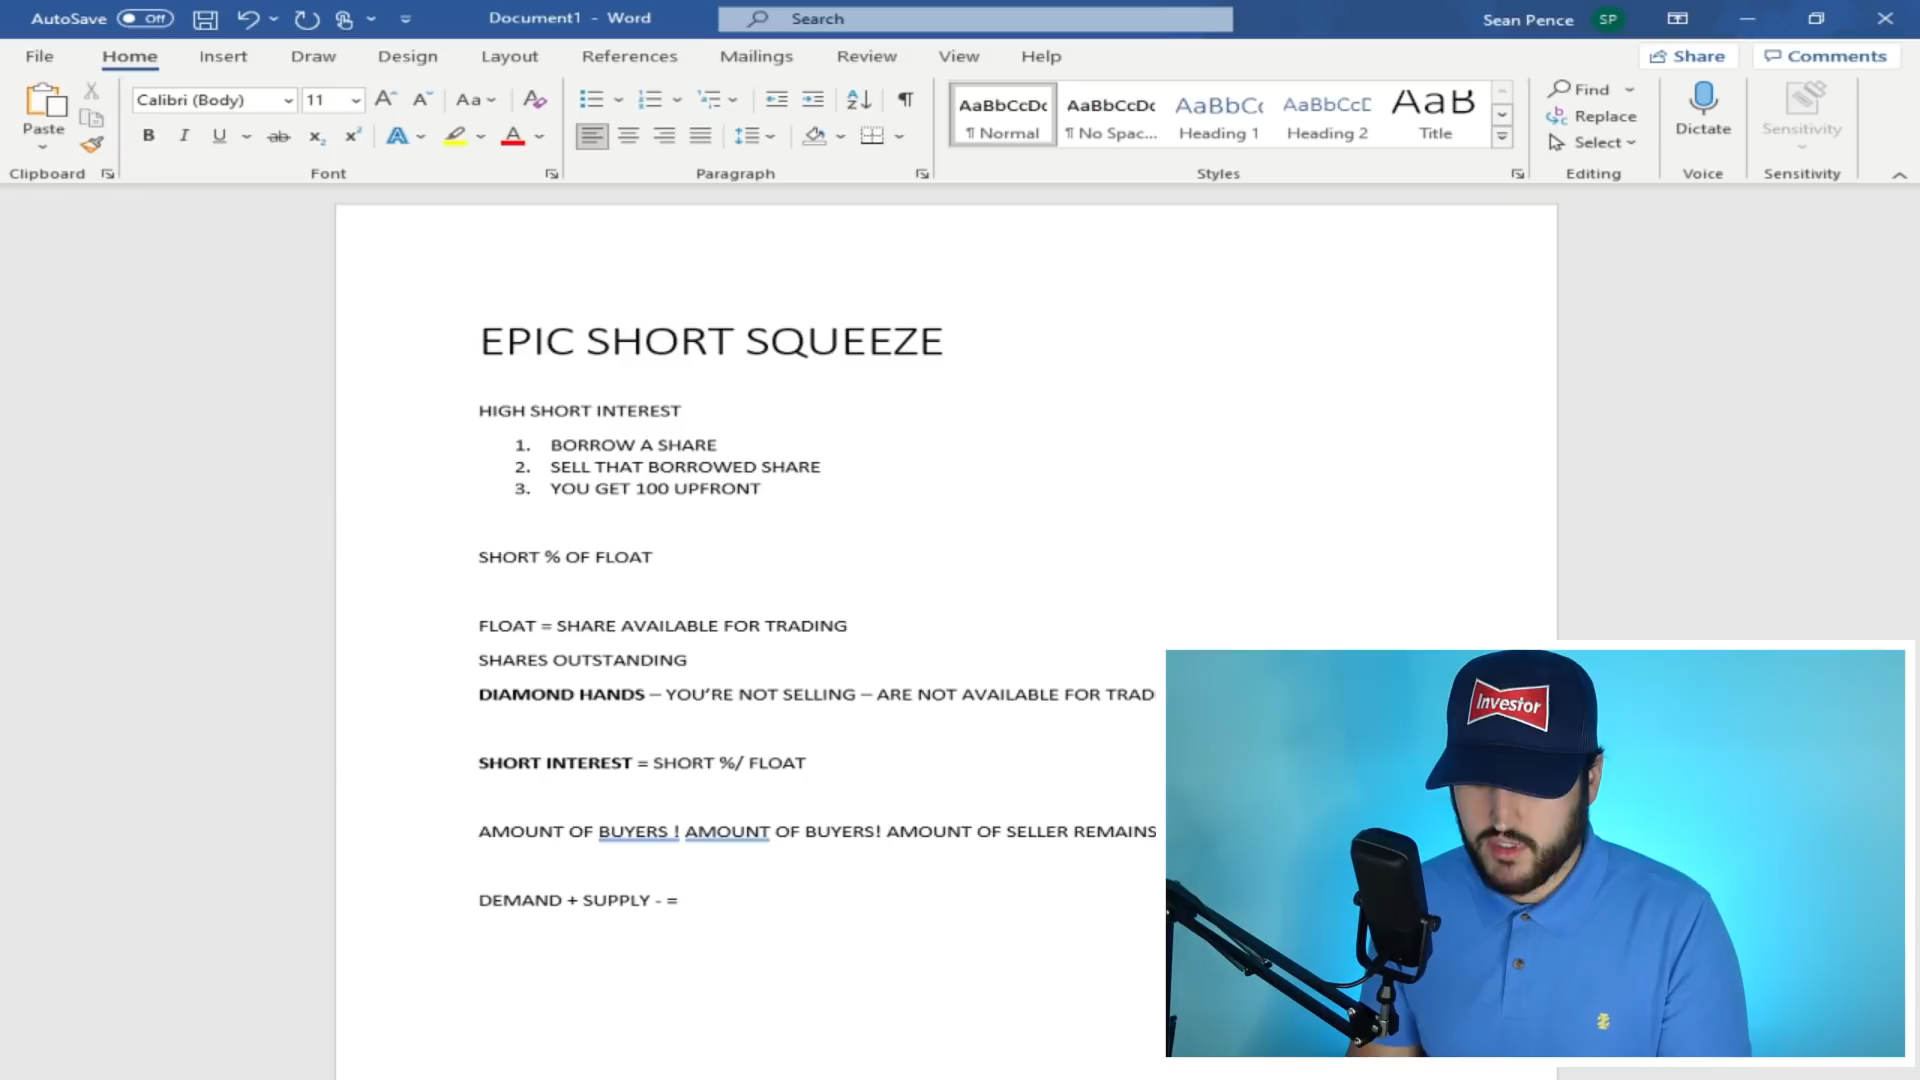 AutoSave Off Document1 - Word Search Sean Pence SP
File Home Insert Draw Design Layout References Mailings Review View Help Share Comments
Paste Calibri (Body) 11 Aa AaBbCcDc AaBbCcDc AaBbCc AaBbCcD AaB Find
Replace
¶ Normal ¶ No Spac... Heading 1 Heading 2 Title Select Dictate Sensitivity
Clipboard Font Paragraph Styles Editing Voice Sensitivity
EPIC SHORT SQUEEZE
HIGH SHORT INTEREST
1. BORROW A SHARE
2. SELL THAT BORROWED SHARE
3. YOU GET 100 UPFRONT
SHORT % OF FLOAT
FLOAT = SHARE AVAILABLE FOR TRADING
SHARES OUTSTANDING
DIAMOND HANDS – YOU’RE NOT SELLING – ARE NOT AVAILABLE FOR TRAD
SHORT INTEREST = SHORT %/ FLOAT
AMOUNT OF BUYERS ! AMOUNT OF BUYERS! AMOUNT OF SELLER REMAINS
DEMAND + SUPPLY - =
Investor